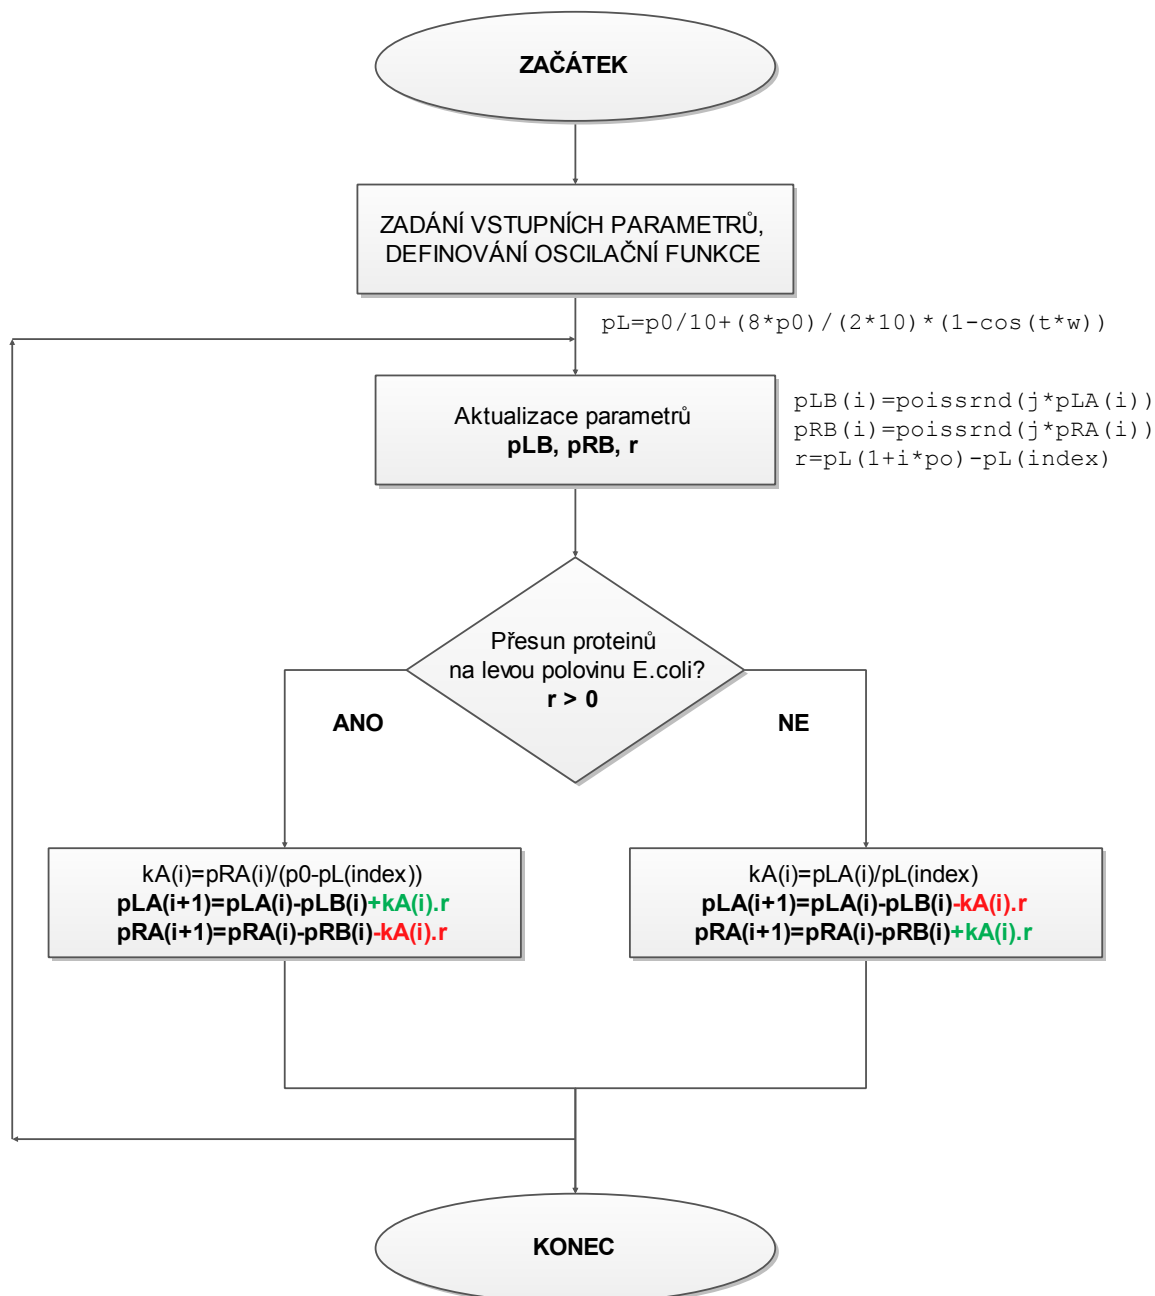 ZAČÁTEK
ZADÁNÍ VSTUPNÍCH PARAMETRŮ,
DEFINOVÁNÍ OSCILAČNÍ FUNKCE
pL=p0/10+(8*p0)/(2*10)*(1-cos(t*w))
Aktualizace parametrů
pLB, pRB, r
pLB(i)=poissrnd(j*pLA(i))
pRB(i)=poissrnd(j*pRA(i))
r=pL(1+i*po)-pL(index)
Přesun proteinů
na levou polovinu E.coli?
r > 0
ANO
NE
kA(i)=pRA(i)/(p0-pL(index))
pLA(i+1)=pLA(i)-pLB(i)+kA(i).r
pRA(i+1)=pRA(i)-pRB(i)-kA(i).r
kA(i)=pLA(i)/pL(index)
pLA(i+1)=pLA(i)-pLB(i)-kA(i).r
pRA(i+1)=pRA(i)-pRB(i)+kA(i).r
KONEC